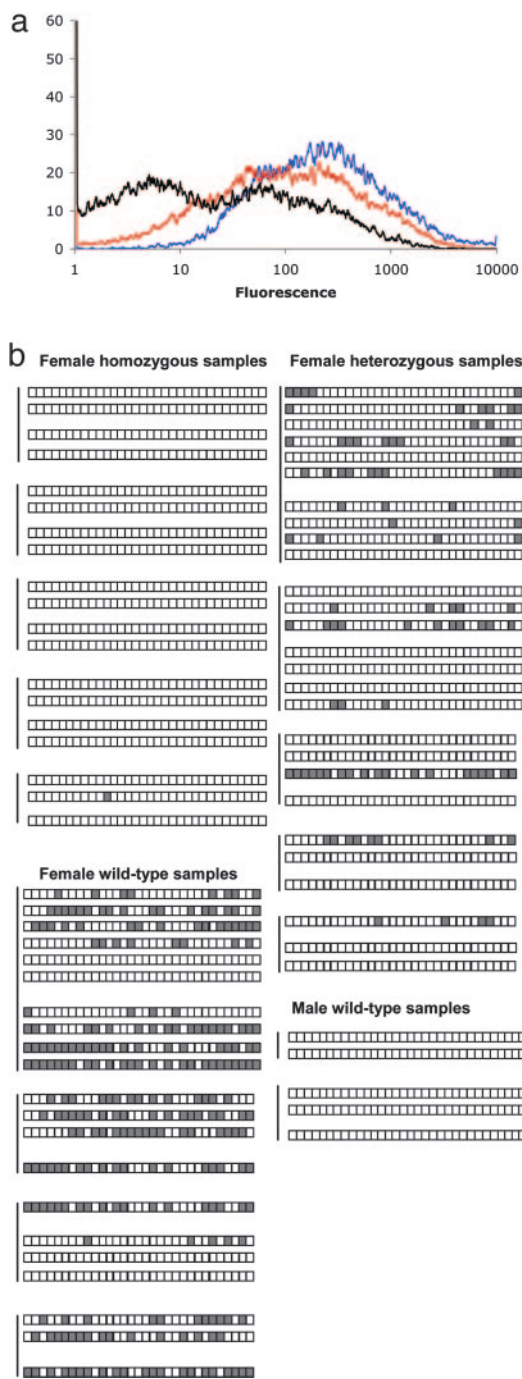 a
60
50
40
30
20
10
0
1 10 100 1000 10000
Fluorescence
b
Female homozygous samples
Female heterozygous samples
Female wild-type samples
Male wild-type samples